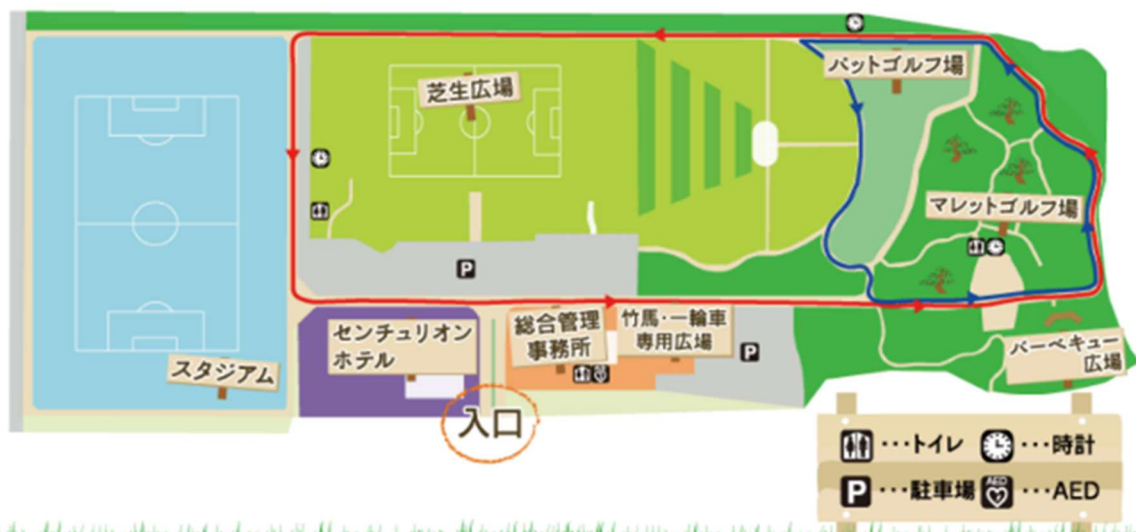 パットゴルフ場
芝生広場
マレットゴルフ場
P
センチュリオン
ホテル
総合管理
事務所
竹馬・一輪車
専用広場
P
スタジアム
バーベキュー
広場
入口
…トイレ
…時計
P …駐車場
AED …AED